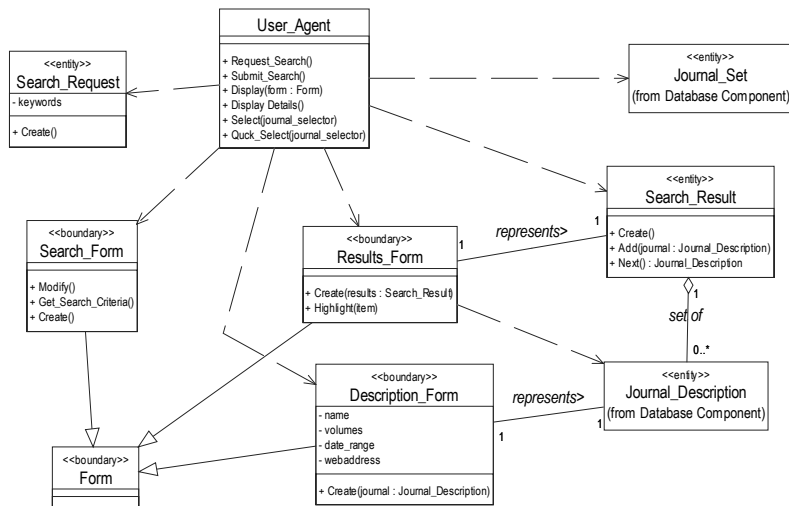 User_Agent
+ Request_Search()
+ Submit_Search()
+ Display(form : Form)
+ Display Details()
+ Select(journal_selector)
+ Quck_Select(journal_selector)
<<entity>>
Search_Request
- keywords
+ Create()
<<entity>>
Journal_Set
(from Database Component)
<<entity>>
Search_Result
+ Create()
+ Add(journal : Journal_Description)
+ Next() : Journal_Description
<<boundary>>
Search_Form
+ Modify()
+ Get_Search_Criteria()
+ Create()
<<boundary>>
Results_Form
+ Create(results : Search_Result)
+ Highlight(item)
1
represents>
1
1
set of
0..*
<<boundary>>
Description_Form
- name
- volumes
- date_range
- webaddress
+ Create(journal : Journal_Description)
represents>
1
1
<<entity>>
Journal_Description
(from Database Component)
<<boundary>>
Form